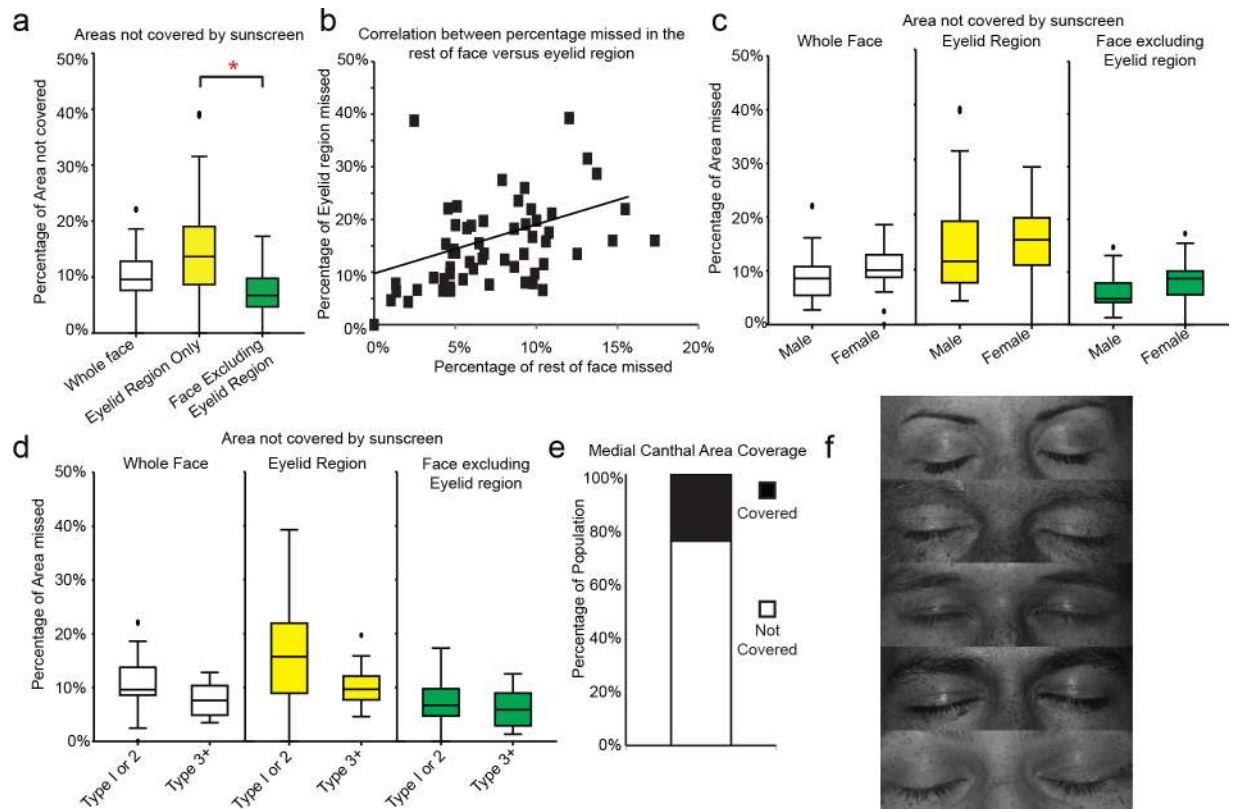 a
Areas not covered by sunscreen
50%
40%
30%
20%
10%
0%
Percentage of Area not covered
*
Whole face
Eyelid Region Only
Face Excluding
Eyelid Region
b
Correlation between percentage missed in the
rest of face versus eyelid region
50%
40%
30%
20%
10%
0%
Percentage of Eyelid region missed
0%
5%
10%
15%
20%
Percentage of rest of face missed
c
Area not covered by sunscreen
Whole Face
Eyelid Region
Face excluding
Eyelid region
50%
40%
30%
20%
10%
0%
Percentage of Area missed
Male
Female
Male
Female
Male
Female
d
Area not covered by sunscreen
Whole Face
Eyelid Region
Face excluding
Eyelid region
50%
40%
30%
20%
10%
0%
Percentage of Area missed
Type I or 2
Type 3+
Type I or 2
Type 3+
Type I or 2
Type 3+
e
Medial Canthal Area Coverage
100%
80%
60%
40%
20%
0%
Percentage of Population
Covered
Not
Covered
f